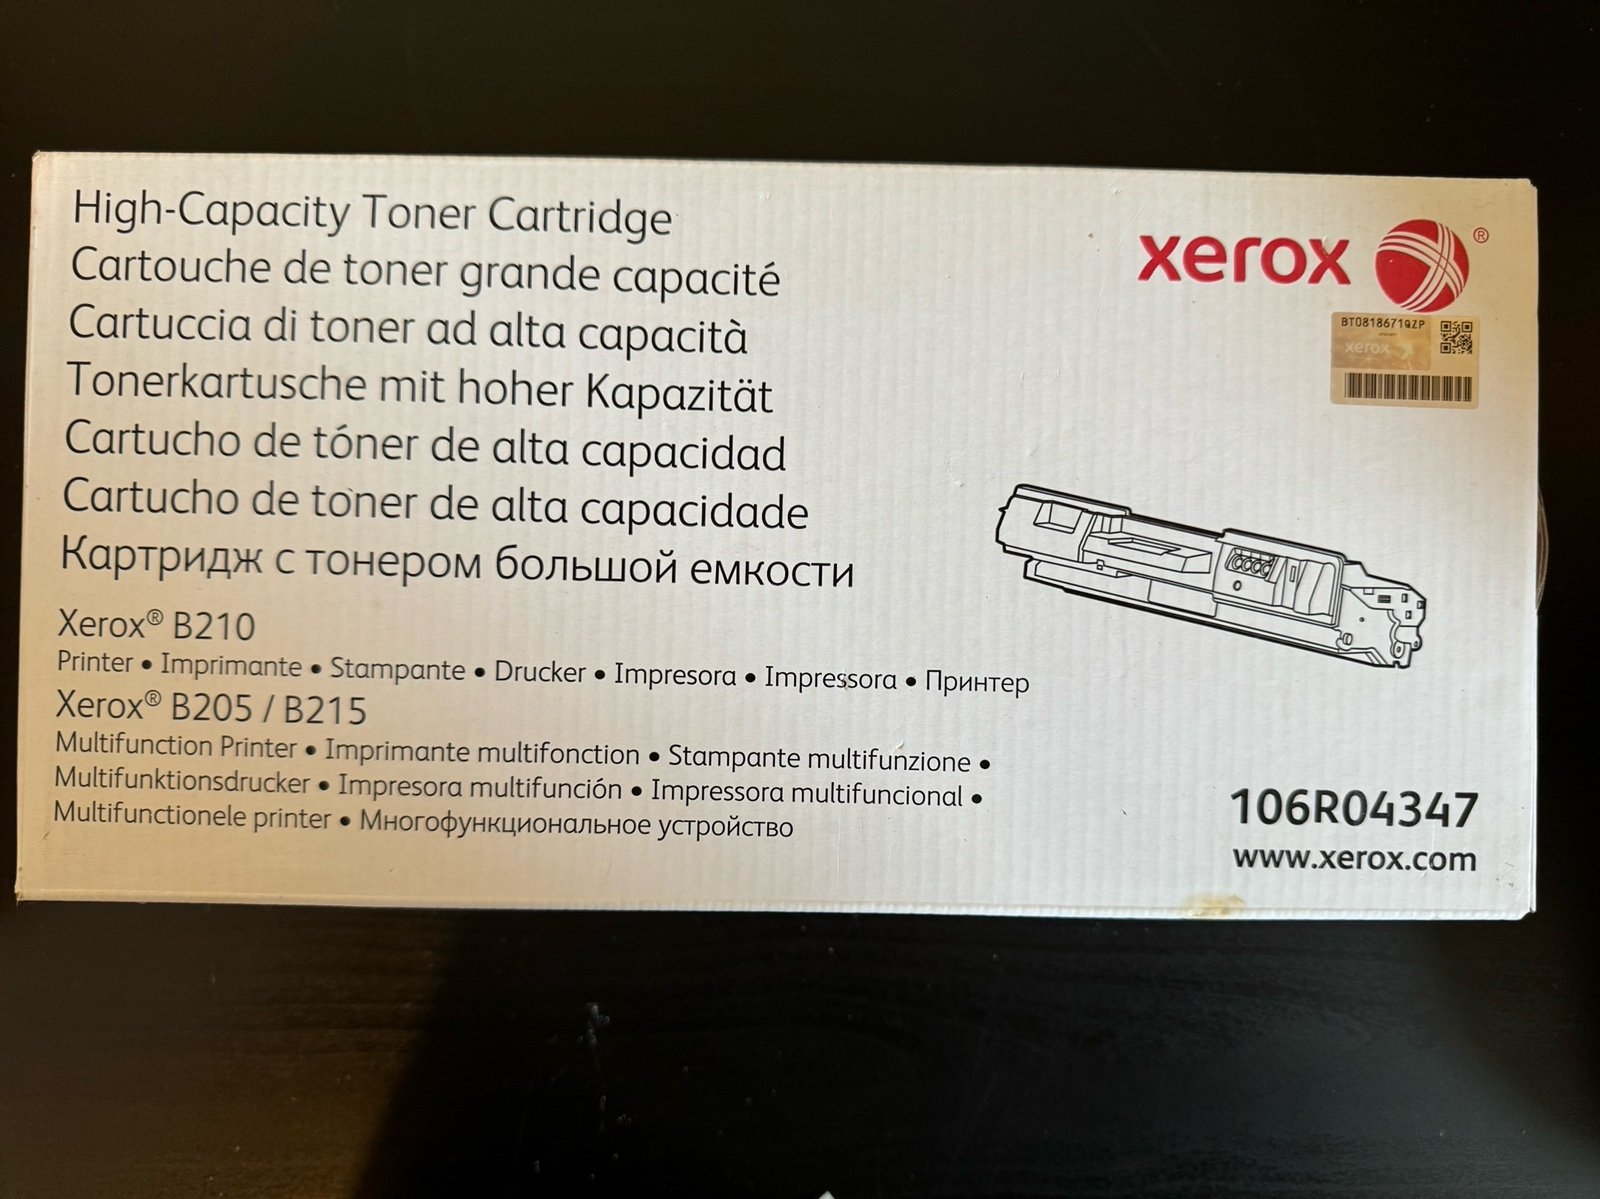 High-Capacity Toner Cartridge
Cartouche de toner grande capacité
Cartuccia di toner ad alta capacità
Tonerkartusche mit hoher Kapazität
Cartucho de tóner de alta capacidad
Cartucho de toner de alta capacidade
Картридж с тонером большой емкости
Xerox® B210
Printer • Imprimante • Stampante • Drucker • Impresora • Impressora • Принтер
Xerox® B205 / B215
Multifunction Printer • Imprimante multifonction • Stampante multifunzione •
Multifunktionsdrucker • Impresora multifunción • Impressora multifuncional •
Multifunctionele printer • Многофункциональное устройство
xerox ®
BT0818671QZP
xerox
106R04347
www.xerox.com